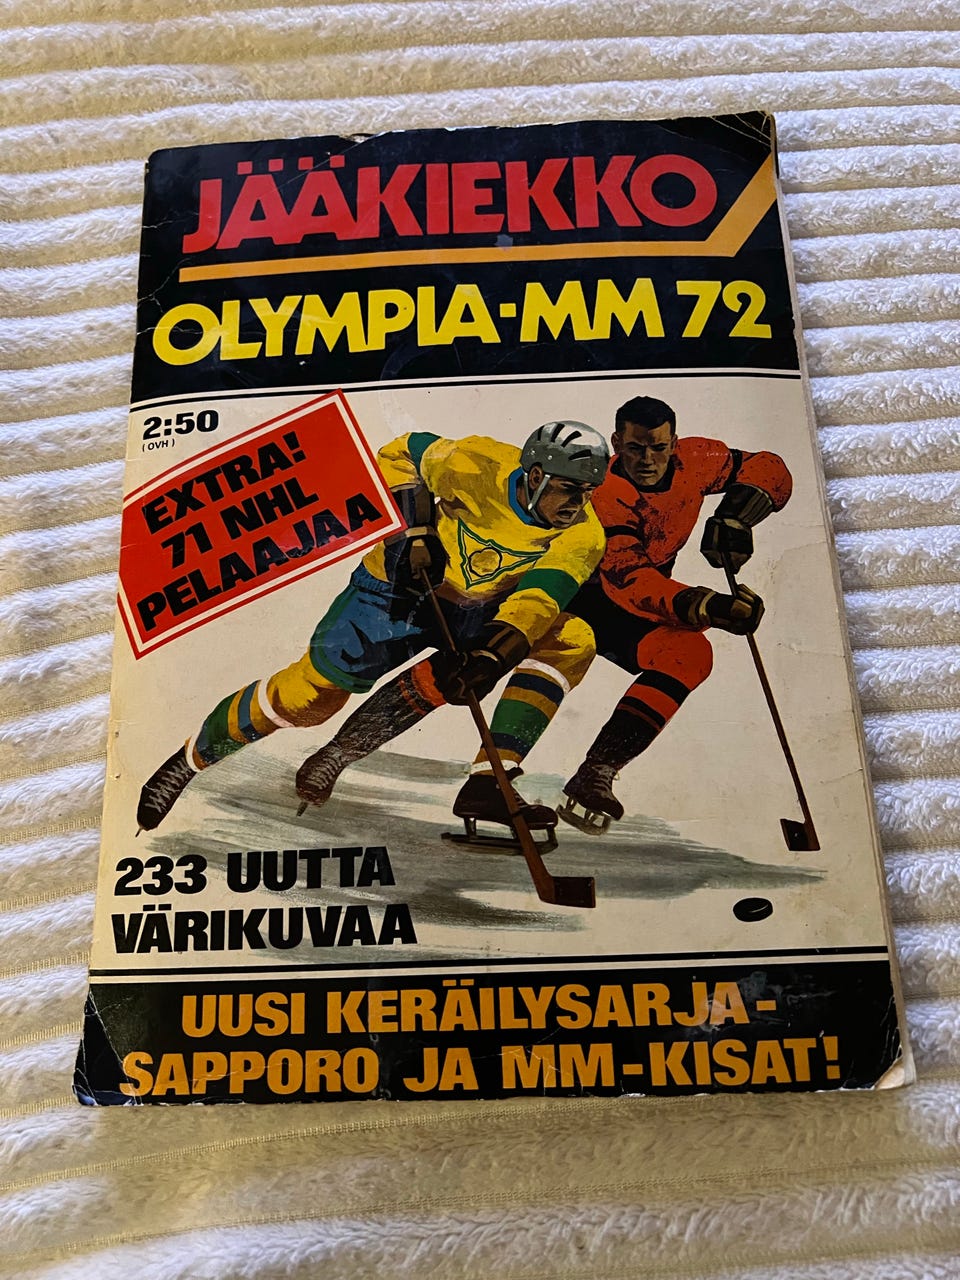 JÄÄKIEKKO
OLYMPIA-MM 72
2:50
(OVH)
EXTRA!
71 NHL
PELAAJAA
233 UUTTA
VÄRIKUVAA
UUSI KERÄILYSARJA-
SAPPORO JA MM-KISAT!